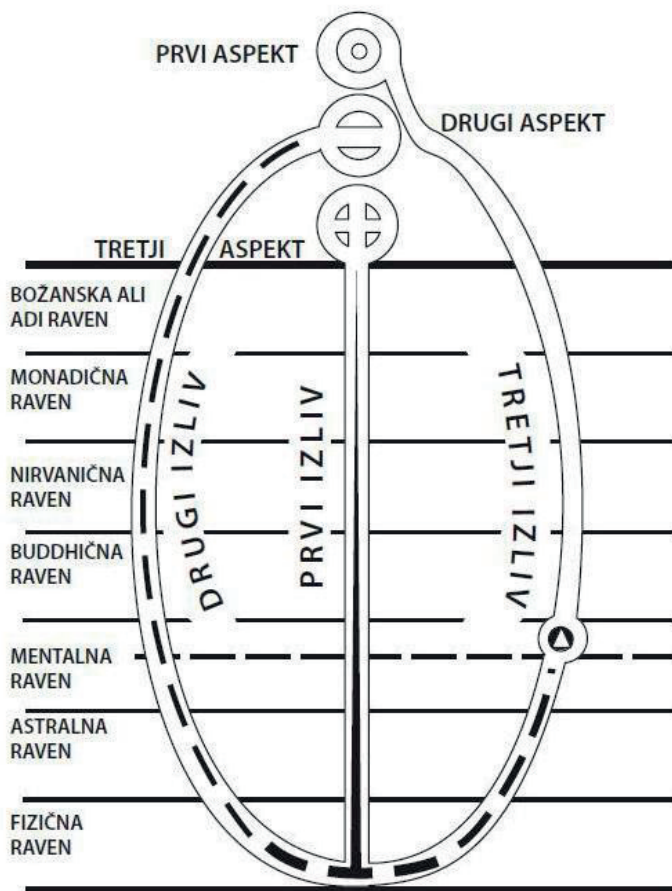 PRVI ASPEKT
DRUGI ASPEKT
TRETJI ASPEKT
BOŽANSKA ALI
ADI RAVEN
MONADIČNA
RAVEN
NIRVANIČNA
RAVEN
BUDDHIČNA
RAVEN
MENTALNA
RAVEN
ASTRALNA
RAVEN
FIZIČNA
RAVEN
DRUGI IZLIV
PRVI IZLIV
TRETJI IZLIV